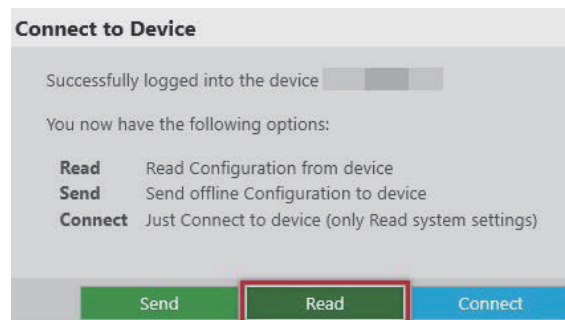 Connect to Device
Successfully logged into the device
You now have the following options:
Read Read Configuration from device
Send Send offline Configuration to device
Connect Just Connect to device (only Read system settings)
Send Read Connect